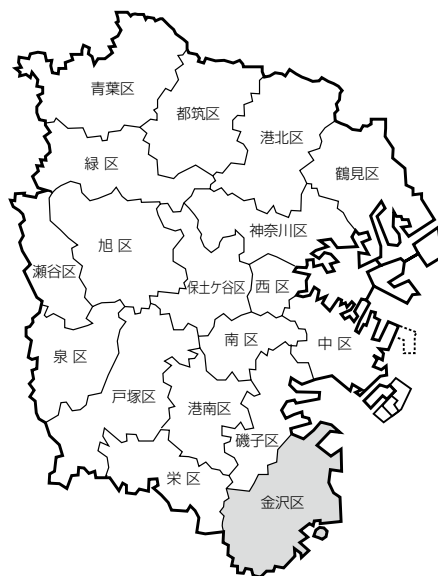 青葉区
都筑区
港北区
緑 区
鶴見区
神奈川区
旭 区
瀬谷区
保土ケ谷区
西 区
南 区
中 区
泉 区
戸塚区
港南区
磯子区
栄 区
金沢区